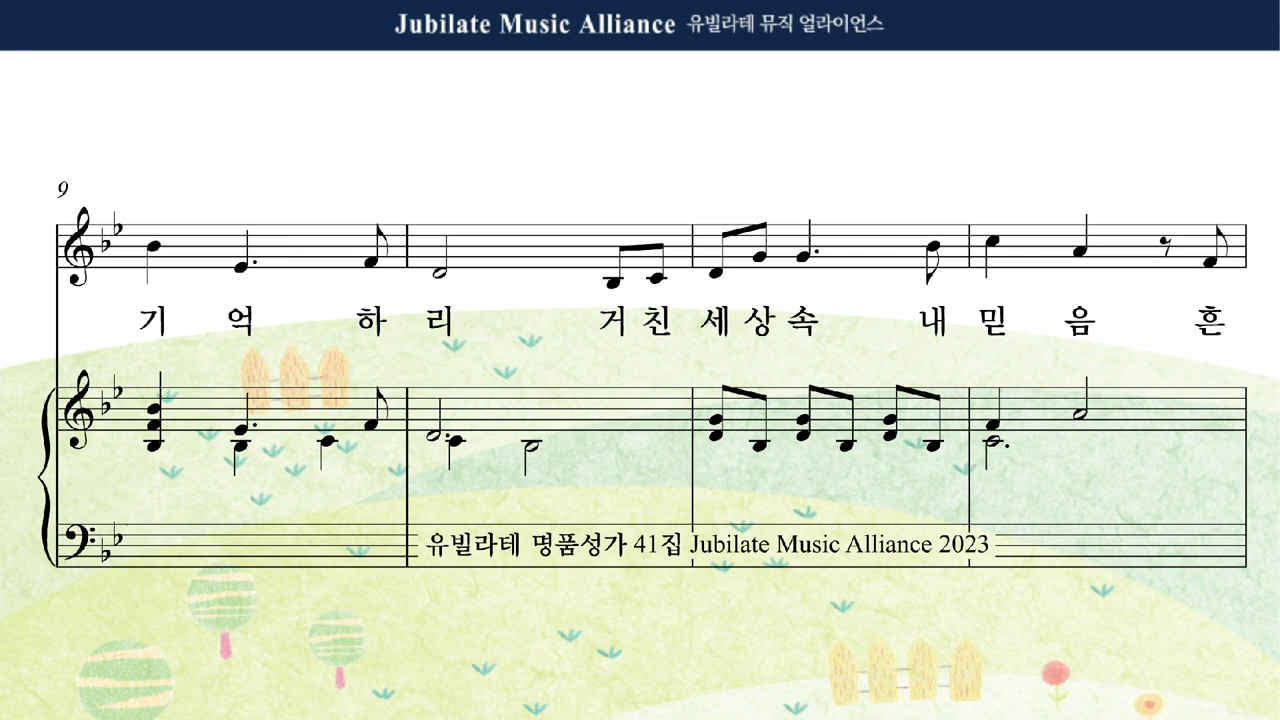 Jubilate Music Alliance 유빌라테 뮤직 얼라이언스
9
기 억 하 리 거 친 세 상 속 내 믿 음 흔
유빌라테 명품성가 41집 Jubilate Music Alliance 2023